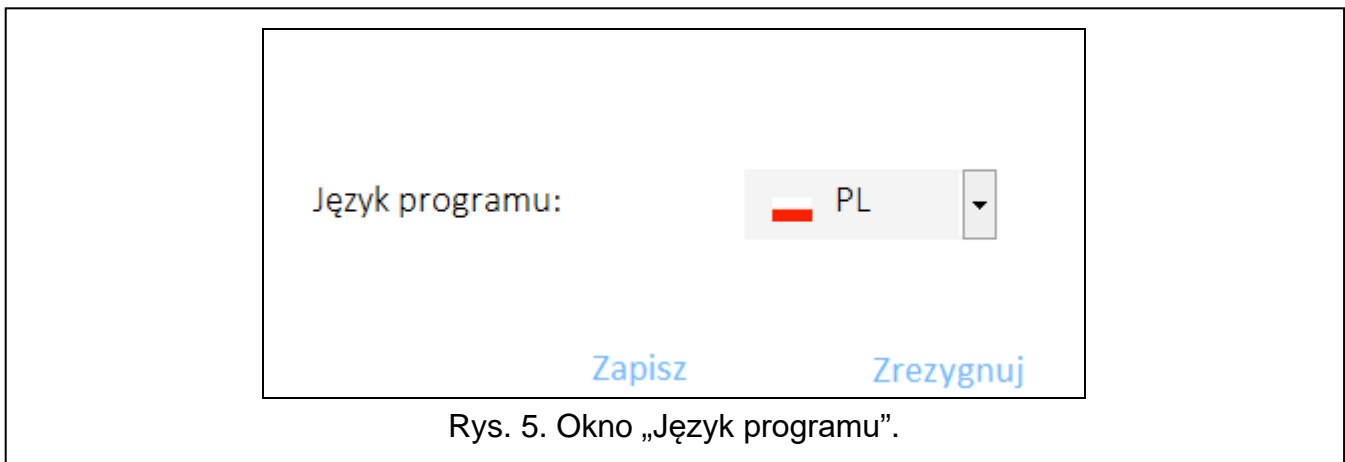 Język programu: PL
Zapisz Zrezygnuj
Rys. 5. Okno „Język programu”.